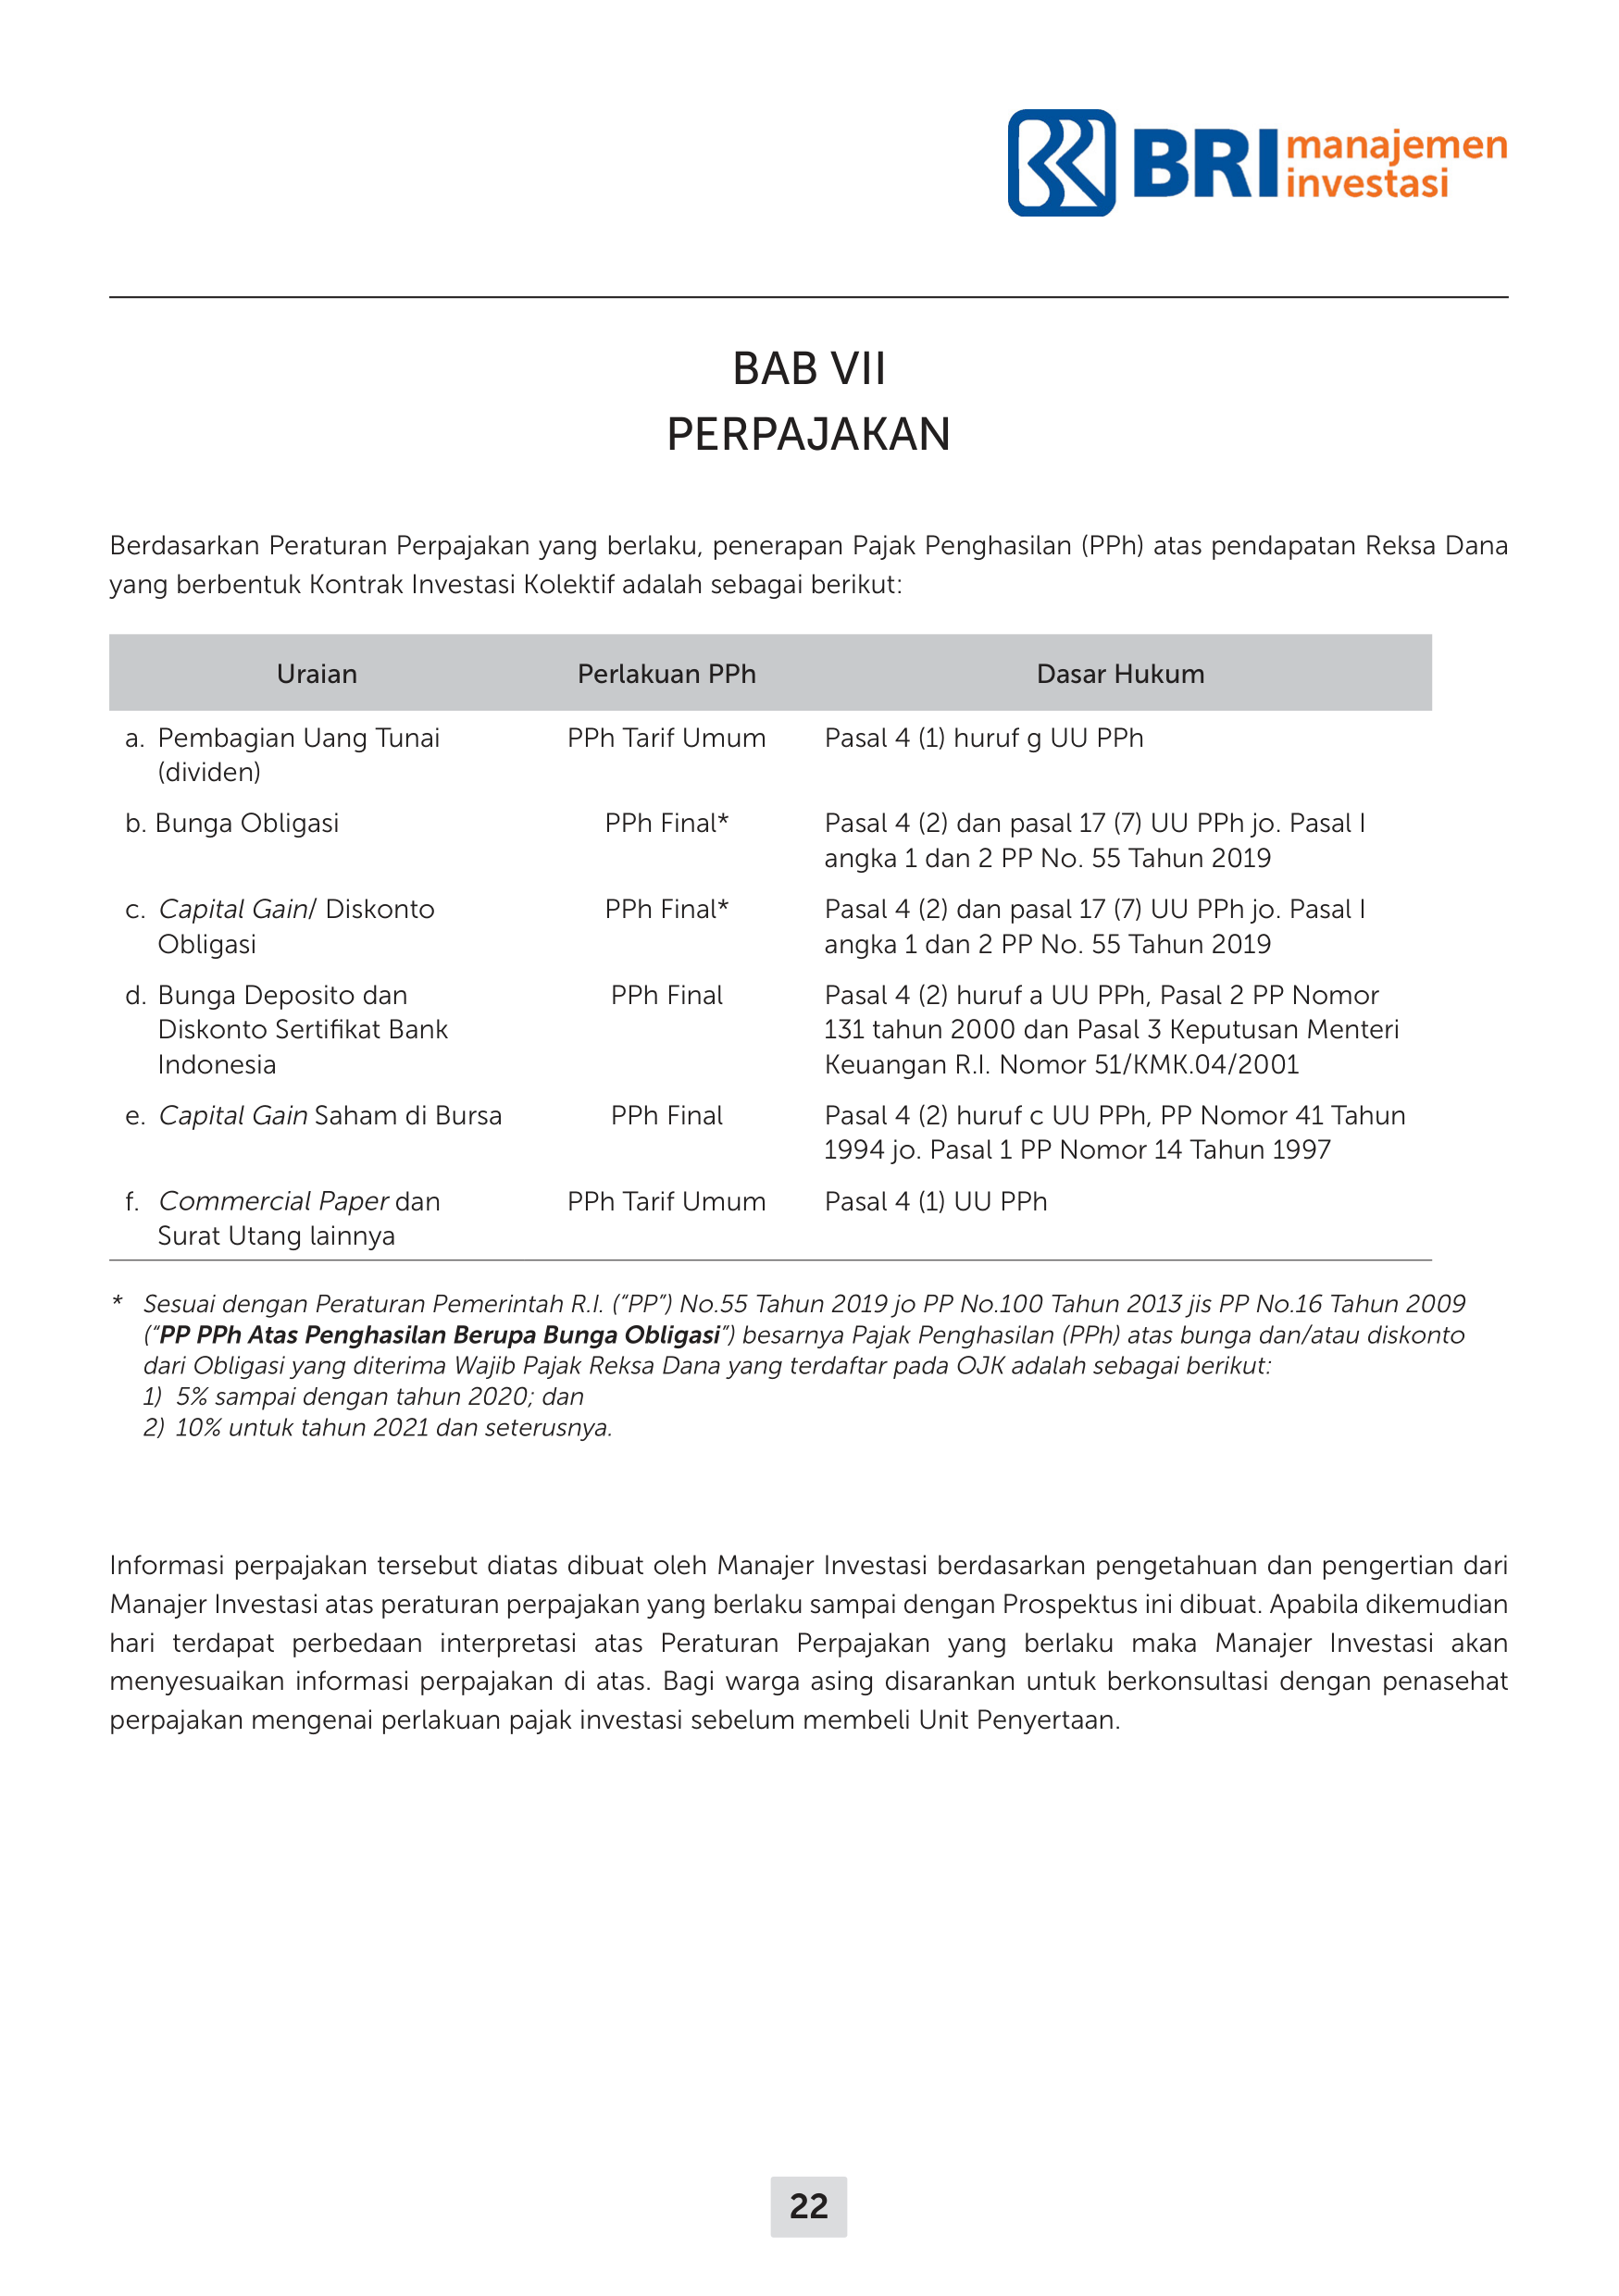 BRI manajemen
investasi
BAB VII
PERPAJAKAN
Berdasarkan Peraturan Perpajakan yang berlaku, penerapan Pajak Penghasilan (PPh) atas pendapatan Reksa Dana
yang berbentuk Kontrak Investasi Kolektif adalah sebagai berikut:
Uraian Perlakuan PPh Dasar Hukum
a. Pembagian Uang Tunai PPh Tarif Umum Pasal 4 (1) huruf g UU PPh
(dividen)
b. Bunga Obligasi PPh Final* Pasal 4 (2) dan pasal 17 (7) UU PPh jo. Pasal I
angka 1 dan 2 PP No. 55 Tahun 2019
c. Capital Gain/ Diskonto PPh Final* Pasal 4 (2) dan pasal 17 (7) UU PPh jo. Pasal I
Obligasi angka 1 dan 2 PP No. 55 Tahun 2019
d. Bunga Deposito dan PPh Final Pasal 4 (2) huruf a UU PPh, Pasal 2 PP Nomor
Diskonto Sertifikat Bank 131 tahun 2000 dan Pasal 3 Keputusan Menteri
Indonesia Keuangan R.I. Nomor 51/KMK.04/2001
e. Capital Gain Saham di Bursa PPh Final Pasal 4 (2) huruf c UU PPh, PP Nomor 41 Tahun
1994 jo. Pasal 1 PP Nomor 14 Tahun 1997
f. Commercial Paper dan PPh Tarif Umum Pasal 4 (1) UU PPh
Surat Utang lainnya
* Sesuai dengan Peraturan Pemerintah R.I. (“PP”) No.55 Tahun 2019 jo PP No.100 Tahun 2013 jis PP No.16 Tahun 2009
(“PP PPh Atas Penghasilan Berupa Bunga Obligasi”) besarnya Pajak Penghasilan (PPh) atas bunga dan/atau diskonto
dari Obligasi yang diterima Wajib Pajak Reksa Dana yang terdaftar pada OJK adalah sebagai berikut:
1) 5% sampai dengan tahun 2020; dan
2) 10% untuk tahun 2021 dan seterusnya.
Informasi perpajakan tersebut diatas dibuat oleh Manajer Investasi berdasarkan pengetahuan dan pengertian dari
Manajer Investasi atas peraturan perpajakan yang berlaku sampai dengan Prospektus ini dibuat. Apabila dikemudian
hari terdapat perbedaan interpretasi atas Peraturan Perpajakan yang berlaku maka Manajer Investasi akan
menyesuaikan informasi perpajakan di atas. Bagi warga asing disarankan untuk berkonsultasi dengan penasehat
perpajakan mengenai perlakuan pajak investasi sebelum membeli Unit Penyertaan.
22